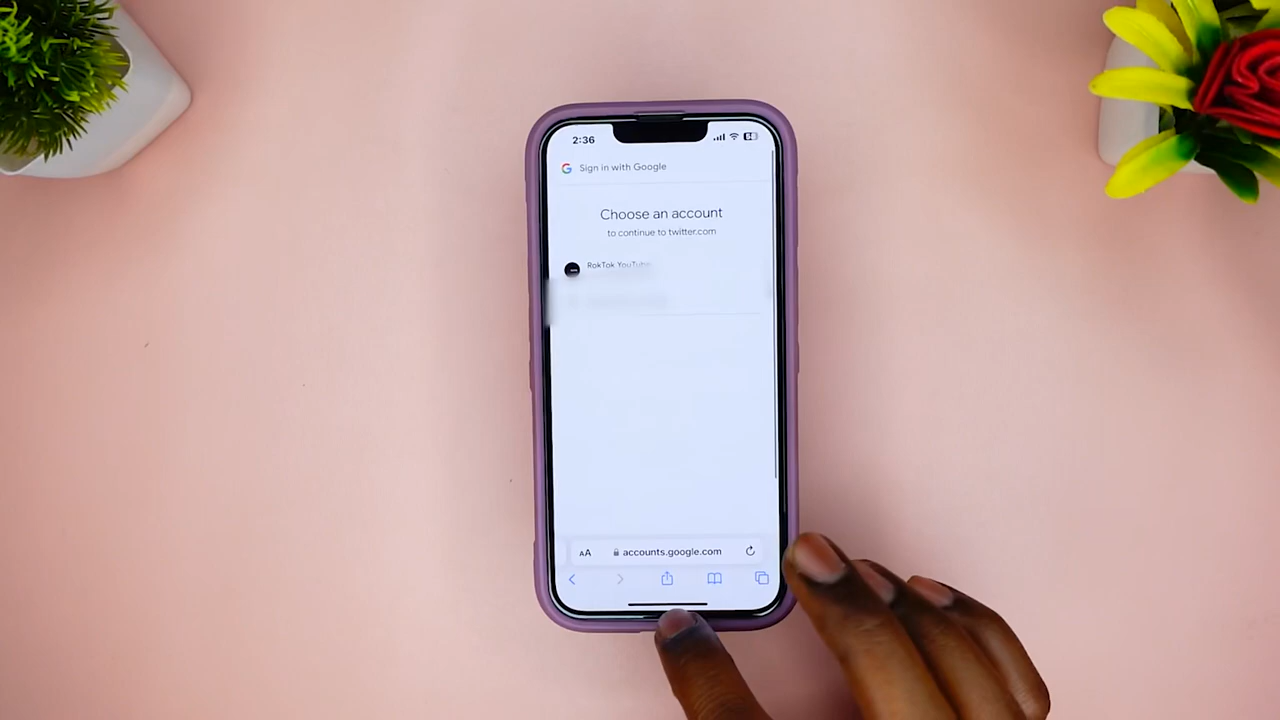 2:36
Sign in with Google
Choose an account
to continue to twitter.com
RokTok YouTube
AA accounts.google.com